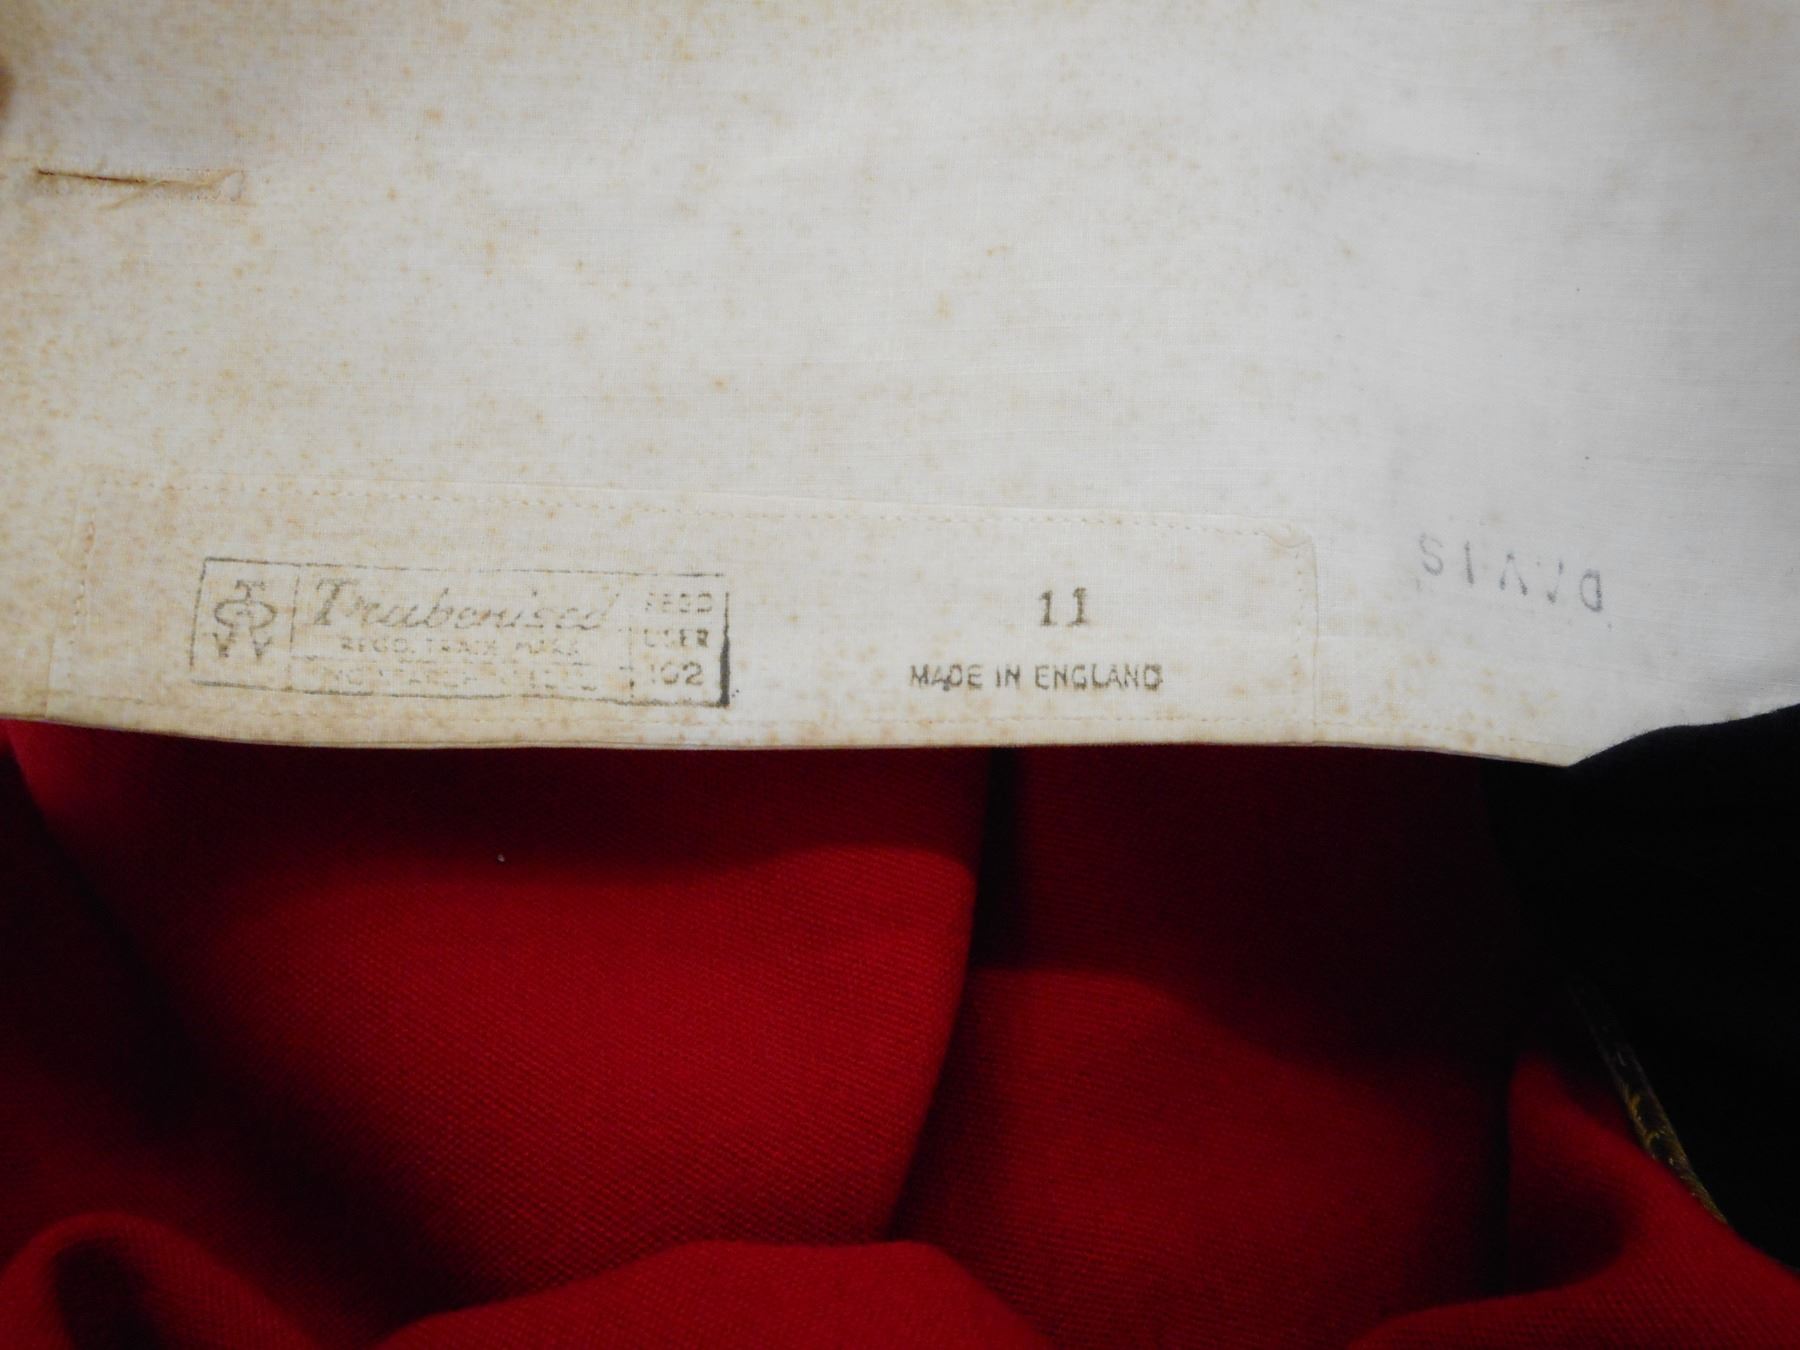 Trubenised
REGD. TRADE MARK
REGD
USER
102
11
MADE IN ENGLAND
DAVIS